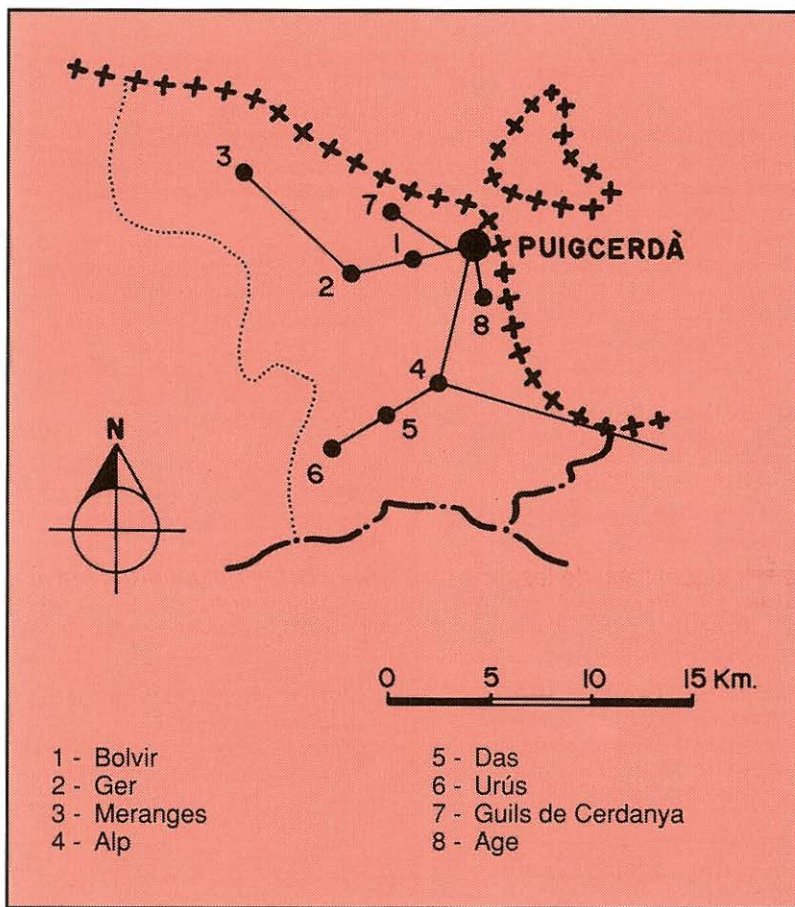 3
7
1
PUIGCERDÀ
2
8
4
5
6
N
0 5 10 15 Km.
1 - Bolvir
2 - Ger
3 - Meranges
4 - Alp
5 - Das
6 - Urús
7 - Guils de Cerdanya
8 - Age